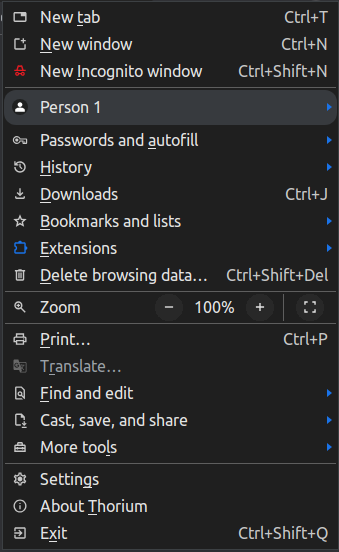 New tab Ctrl+T
New window Ctrl+N
New Incognito window Ctrl+Shift+N
Person 1
Passwords and autofill
History
Downloads Ctrl+J
Bookmarks and lists
Extensions
Delete browsing data... Ctrl+Shift+Del
Zoom − 100% +
Print... Ctrl+P
Translate...
Find and edit
Cast, save, and share
More tools
Settings
About Thorium
Exit Ctrl+Shift+Q